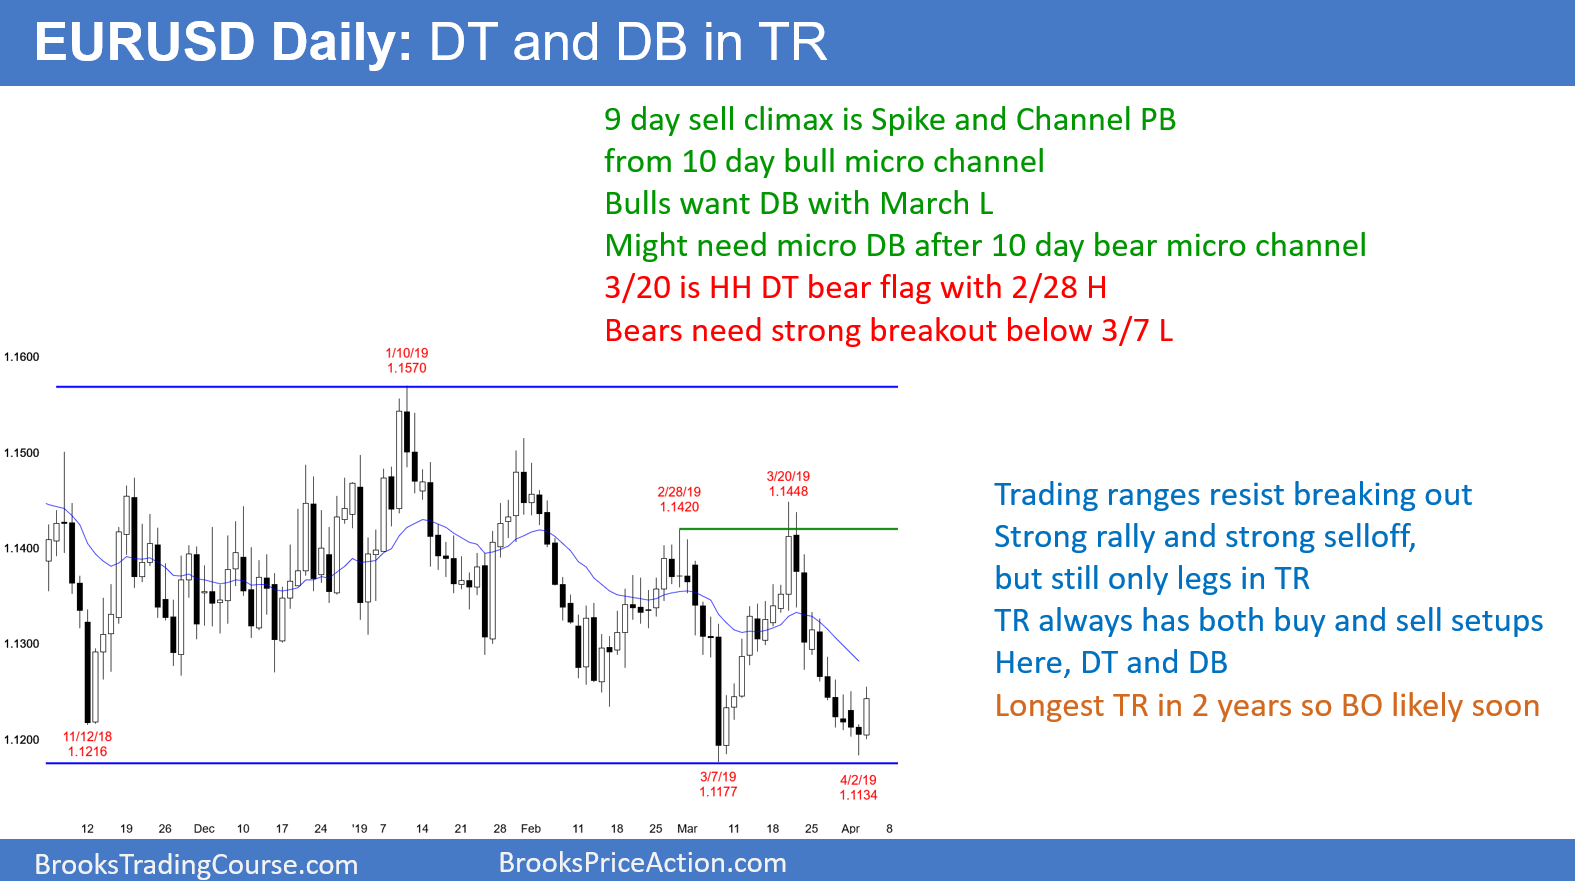 EURUSD Daily: DT and DB in TR
9 day sell climax is Spike and Channel PB
from 10 day bull micro channel
Bulls want DB with March L
Might need micro DB after 10 day bear micro channel
3/20 is HH DT bear flag with 2/28 H
Bears need strong breakout below 3/7 L
1.1600
1.1500
1.1400
1.1300
1.1200
1/10/19
1.1570
2/28/19
1.1420
3/20/19
1.1448
11/12/18
1.1216
3/7/19
1.1177
4/2/19
1.1134
Trading ranges resist breaking out
Strong rally and strong selloff,
but still only legs in TR
TR always has both buy and sell setups
Here, DT and DB
Longest TR in 2 years so BO likely soon
12 19 26 Dec 10 17 24 '19 7 14 21 28 Feb 11 18 25 Mar 11 18 25 Apr 8
BrooksTradingCourse.com BrooksPriceAction.com